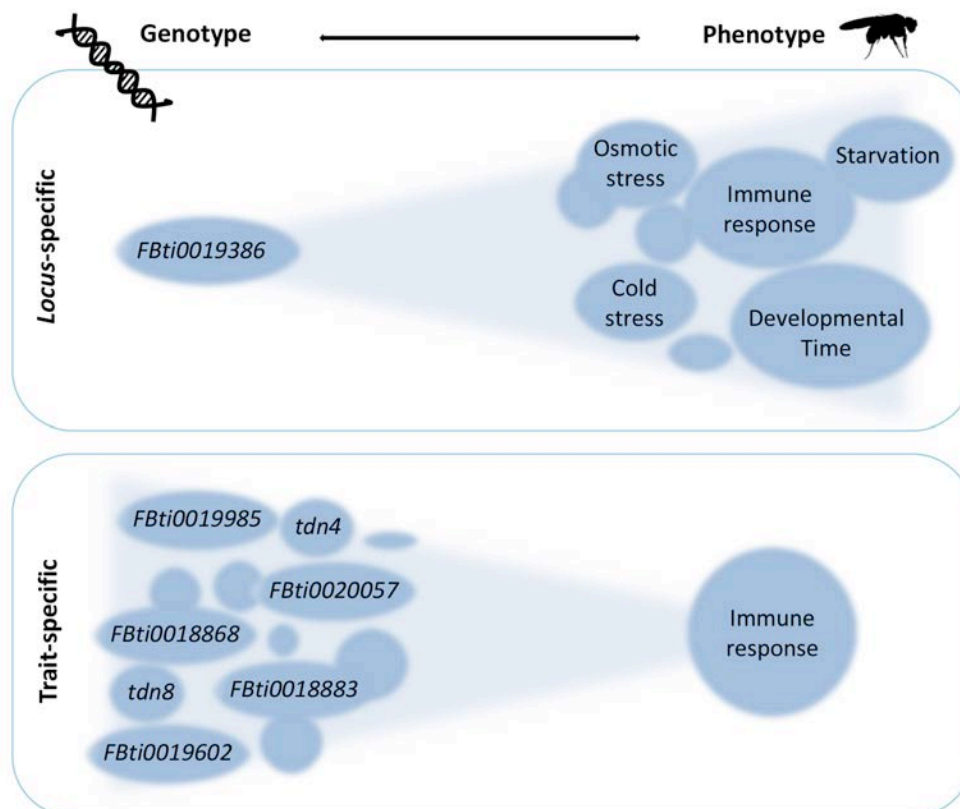 Genotype
Phenotype
Locus-specific
FBti0019386
Osmotic
stress
Starvation
Immune
response
Cold
stress
Developmental
Time
Trait-specific
FBti0019985
tdn4
FBti0020057
FBti0018868
tdn8
FBti0018883
FBti0019602
Immune
response